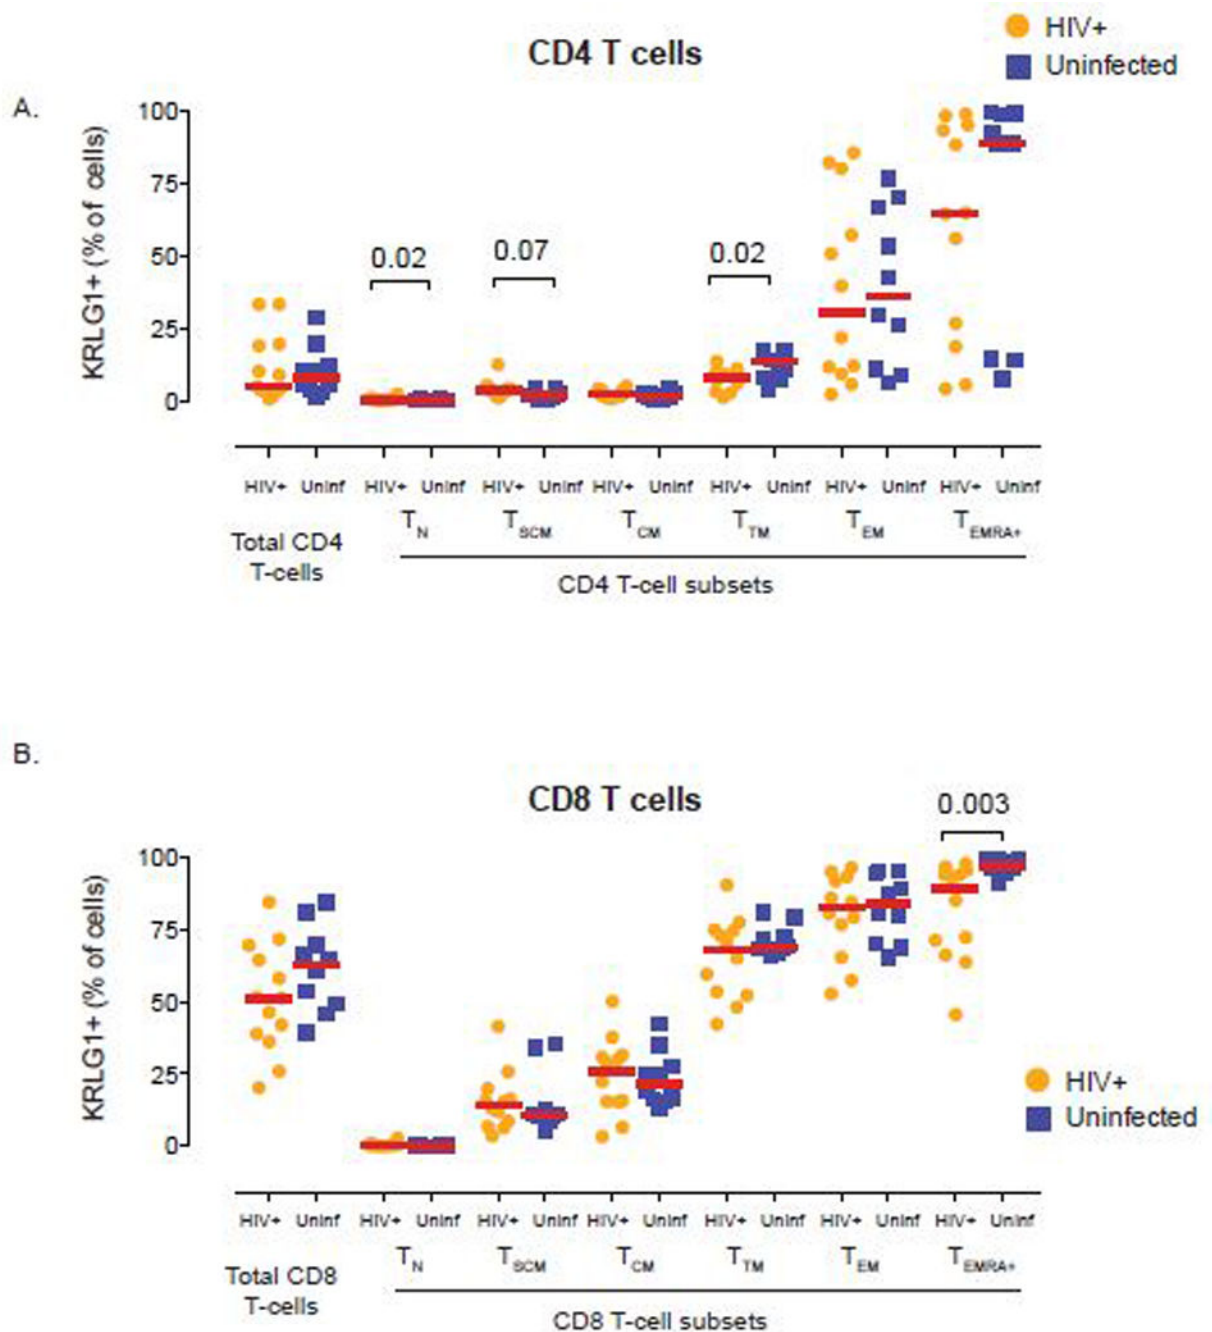 HIV+
Uninfected
CD4 T cells
A.
KRLG1+ (% of cells)
100
75
50
25
0
0.02
0.07
0.02
HIV+ Uninf HIV+ Uninf HIV+ Uninf HIV+ Uninf HIV+ Uninf HIV+ Uninf HIV+ Uninf
Total CD4 T-cells
TN TSCM TCM TTM TEM TEMRA+
CD4 T-cell subsets
B.
CD8 T cells
KRLG1+ (% of cells)
100
75
50
25
0
0.003
HIV+
Uninfected
HIV+ Uninf HIV+ Uninf HIV+ Uninf HIV+ Uninf HIV+ Uninf HIV+ Uninf HIV+ Uninf
Total CD8
T-cells
TN TSCM TCM TTM TEM TEMRA+
CD8 T-cell subsets